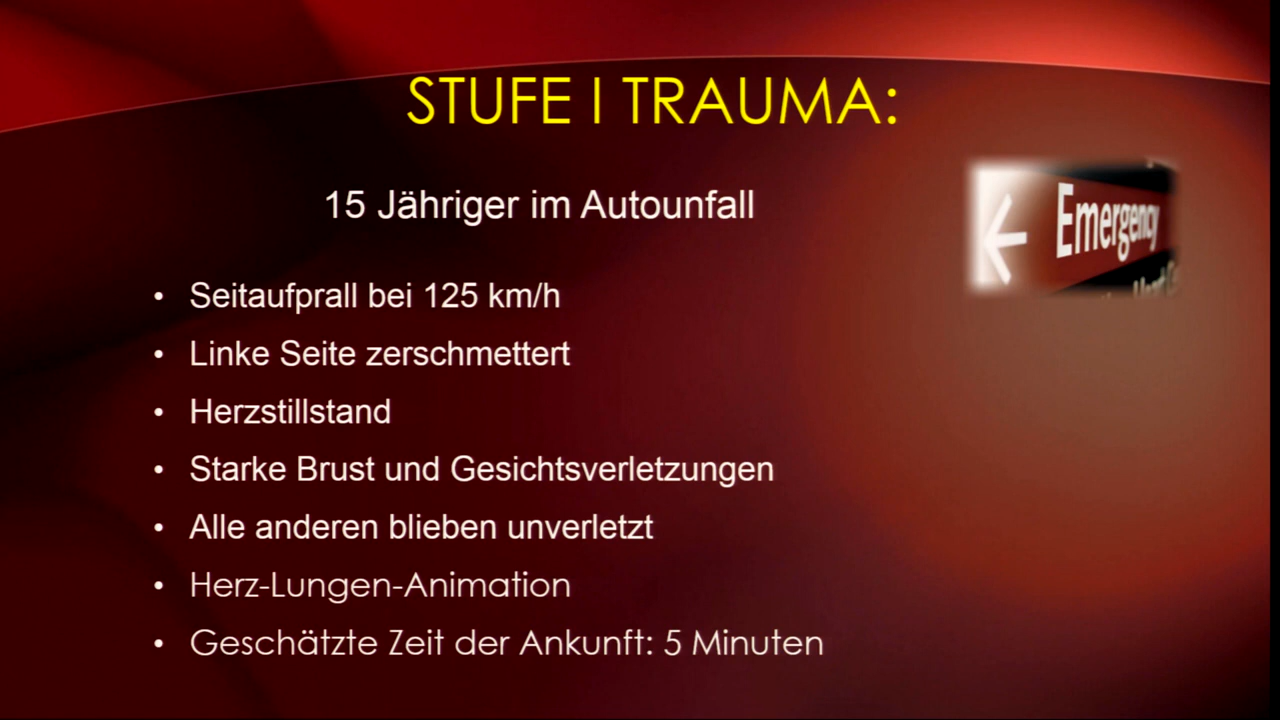 STUFE I TRAUMA:
15 Jähriger im Autounfall
Emergency
• Seitaufprall bei 125 km/h
• Linke Seite zerschmettert
• Herzstillstand
• Starke Brust und Gesichtsverletzungen
• Alle anderen blieben unverletzt
• Herz-Lungen-Animation
• Geschätzte Zeit der Ankunft: 5 Minuten